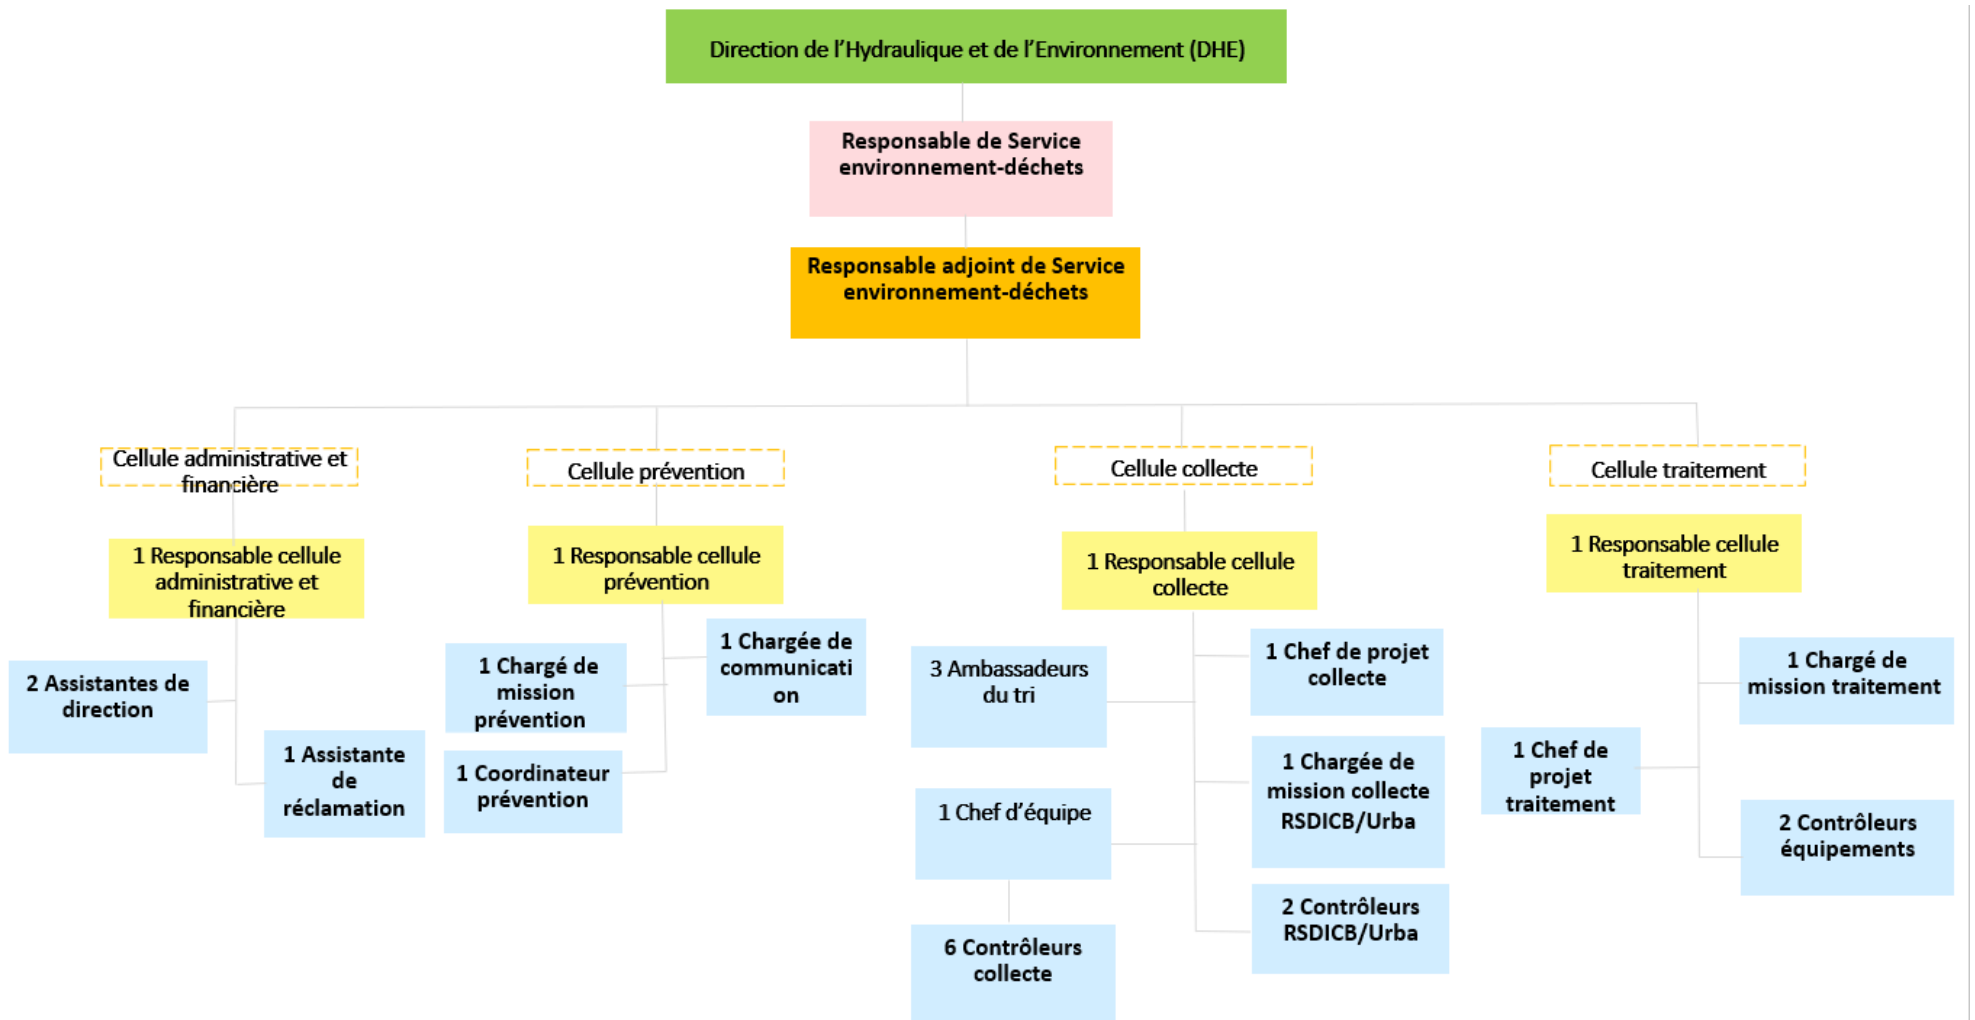 Direction de l’Hydraulique et de l’Environnement (DHE)
Responsable de Service
environnement-déchets
Responsable adjoint de Service
environnement-déchets
Cellule administrative et
financière
1 Responsable cellule
administrative et
financière
2 Assistantes de
direction
1 Assistante
de
réclamation
Cellule prévention
1 Responsable cellule
prévention
1 Chargée de
communicati
on
1 Chargé de
mission
prévention
1 Coordinateur
prévention
Cellule collecte
1 Responsable cellule
collecte
3 Ambassadeurs
du tri
1 Chef de projet
collecte
1 Chargée de
mission collecte
RSDICB/Urba
1 Chef d’équipe
2 Contrôleurs
RSDICB/Urba
6 Contrôleurs
collecte
Cellule traitement
1 Responsable cellule
traitement
1 Chargé de
mission traitement
1 Chef de
projet
traitement
2 Contrôleurs
équipements